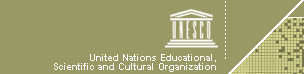 UNESCO
United Nations Educational,
Scientific and Cultural Organization